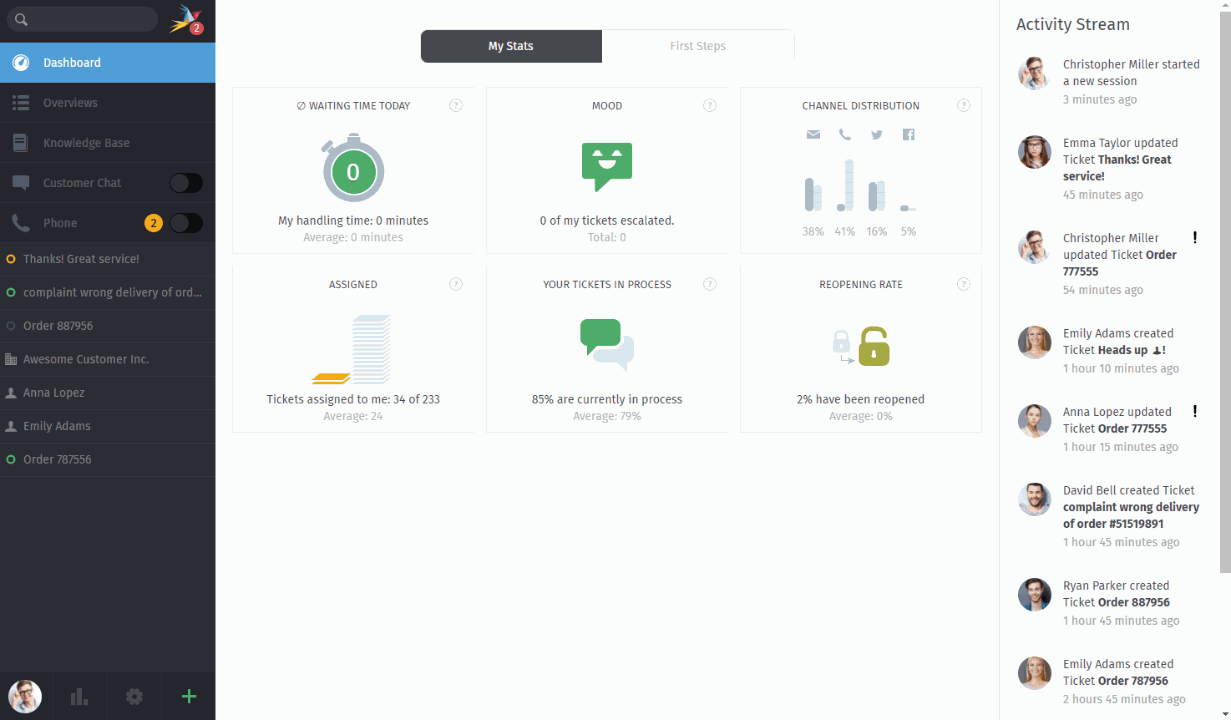 2
Dashboard
Overviews
Knowledge Base
Customer Chat
Phone
2
Thanks! Great service!
complaint wrong delivery of ord...
Order 887956
Awesome Customer Inc.
Anna Lopez
Emily Adams
Order 787556
My Stats
First Steps
∅ WAITING TIME TODAY
?
0
My handling time: 0 minutes
Average: 0 minutes
MOOD
?
0 of my tickets escalated.
Total: 0
CHANNEL DISTRIBUTION
?
38% 41% 16% 5%
ASSIGNED
?
Tickets assigned to me: 34 of 233
Average: 24
YOUR TICKETS IN PROCESS
?
85% are currently in process
Average: 79%
REOPENING RATE
?
2% have been reopened
Average: 0%
Activity Stream
Christopher Miller started
a new session
3 minutes ago
Emma Taylor updated
Ticket Thanks! Great
service!
45 minutes ago
Christopher Miller
updated Ticket Order
777555
54 minutes ago
Emily Adams created
Ticket Heads up !
1 hour 10 minutes ago
Anna Lopez updated
Ticket Order 777555
1 hour 15 minutes ago
David Bell created Ticket
complaint wrong delivery
of order #51519891
1 hour 45 minutes ago
Ryan Parker created
Ticket Order 887956
1 hour 45 minutes ago
Emily Adams created
Ticket Order 787956
2 hours 45 minutes ago